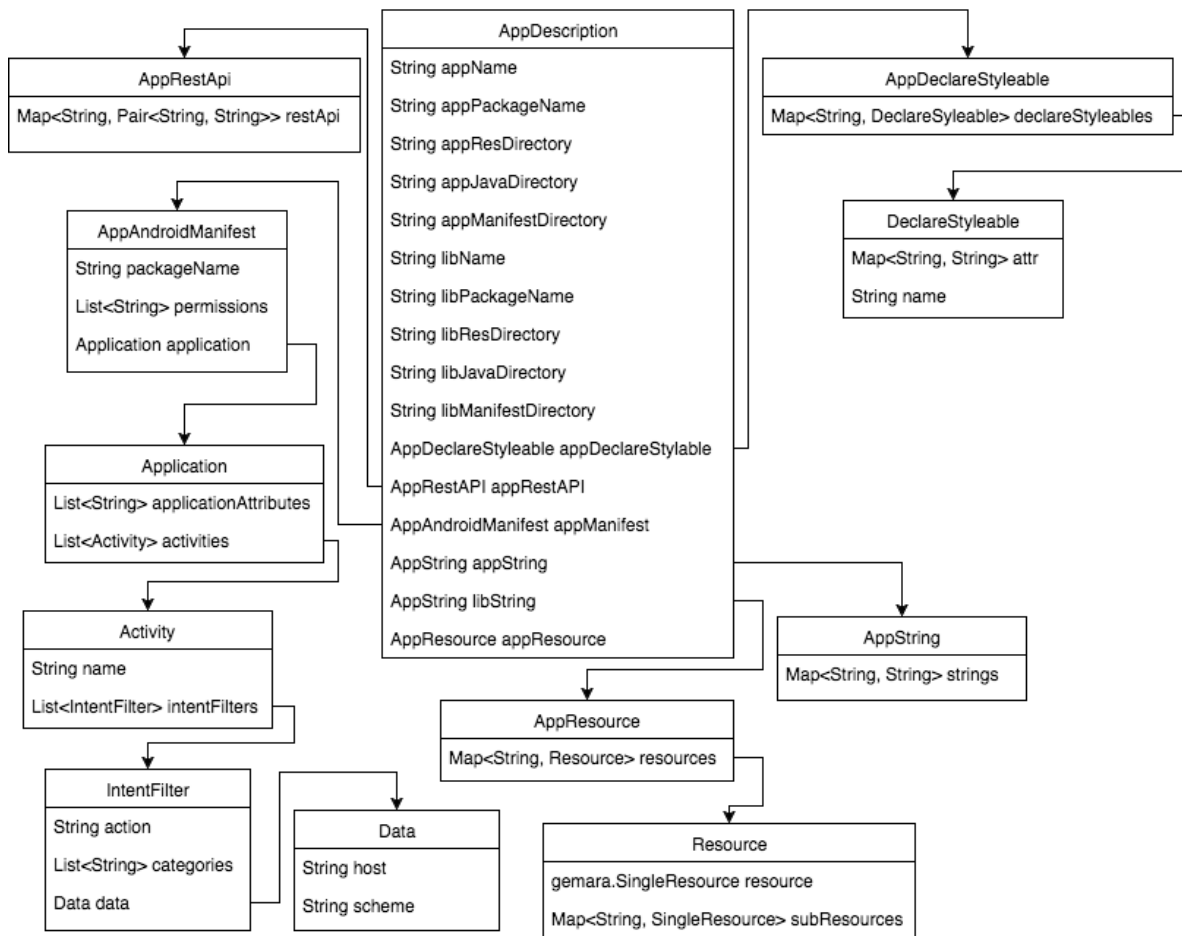 AppDescription
String appName
String appPackageName
String appResDirectory
String appJavaDirectory
String appManifestDirectory
String libName
String libPackageName
String libResDirectory
String libJavaDirectory
String libManifestDirectory
AppDeclareStyleable appDeclareStylable
AppRestAPI appRestAPI
AppAndroidManifest appManifest
AppString appString
AppString libString
AppResource appResource
AppRestApi
Map<String, Pair<String, String>> restApi
AppAndroidManifest
String packageName
List<String> permissions
Application application
Application
List<String> applicationAttributes
List<Activity> activities
Activity
String name
List<IntentFilter> intentFilters
IntentFilter
String action
List<String> categories
Data data
Data
String host
String scheme
AppDeclareStyleable
Map<String, DeclareSyleable> declareStyleables
DeclareStyleable
Map<String, String> attr
String name
AppString
Map<String, String> strings
AppResource
Map<String, Resource> resources
Resource
gemara.SingleResource resource
Map<String, SingleResource> subResources